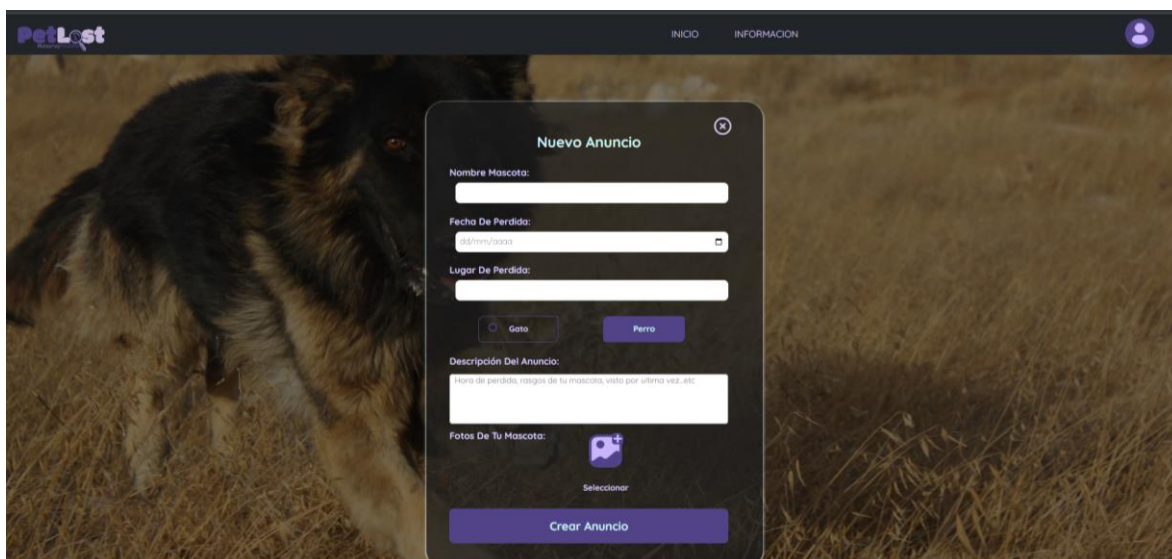 PetLost
INICIO
INFORMACION
Nuevo Anuncio
Nombre Mascota:
Fecha De Perdida:
dd/mm/aaaa
Lugar De Perdida:
Gato
Perro
Descripción Del Anuncio:
Hora de perdida, rasgos de tu mascota, visto por ultima vez..etc
Fotos De Tu Mascota:
Seleccionar
Crear Anuncio